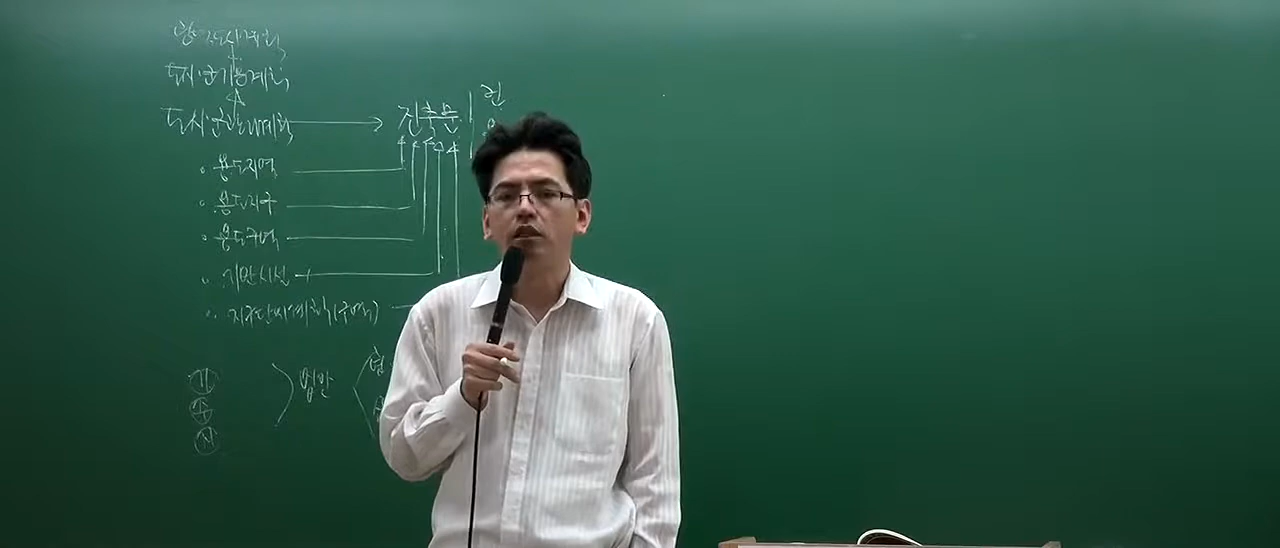 광역도시계획
도시·군기본계획
도시·군관리계획 → 건축물 건
용도지역
용도지구
용도구역
기반시설
지구단위계획(구역)
입안